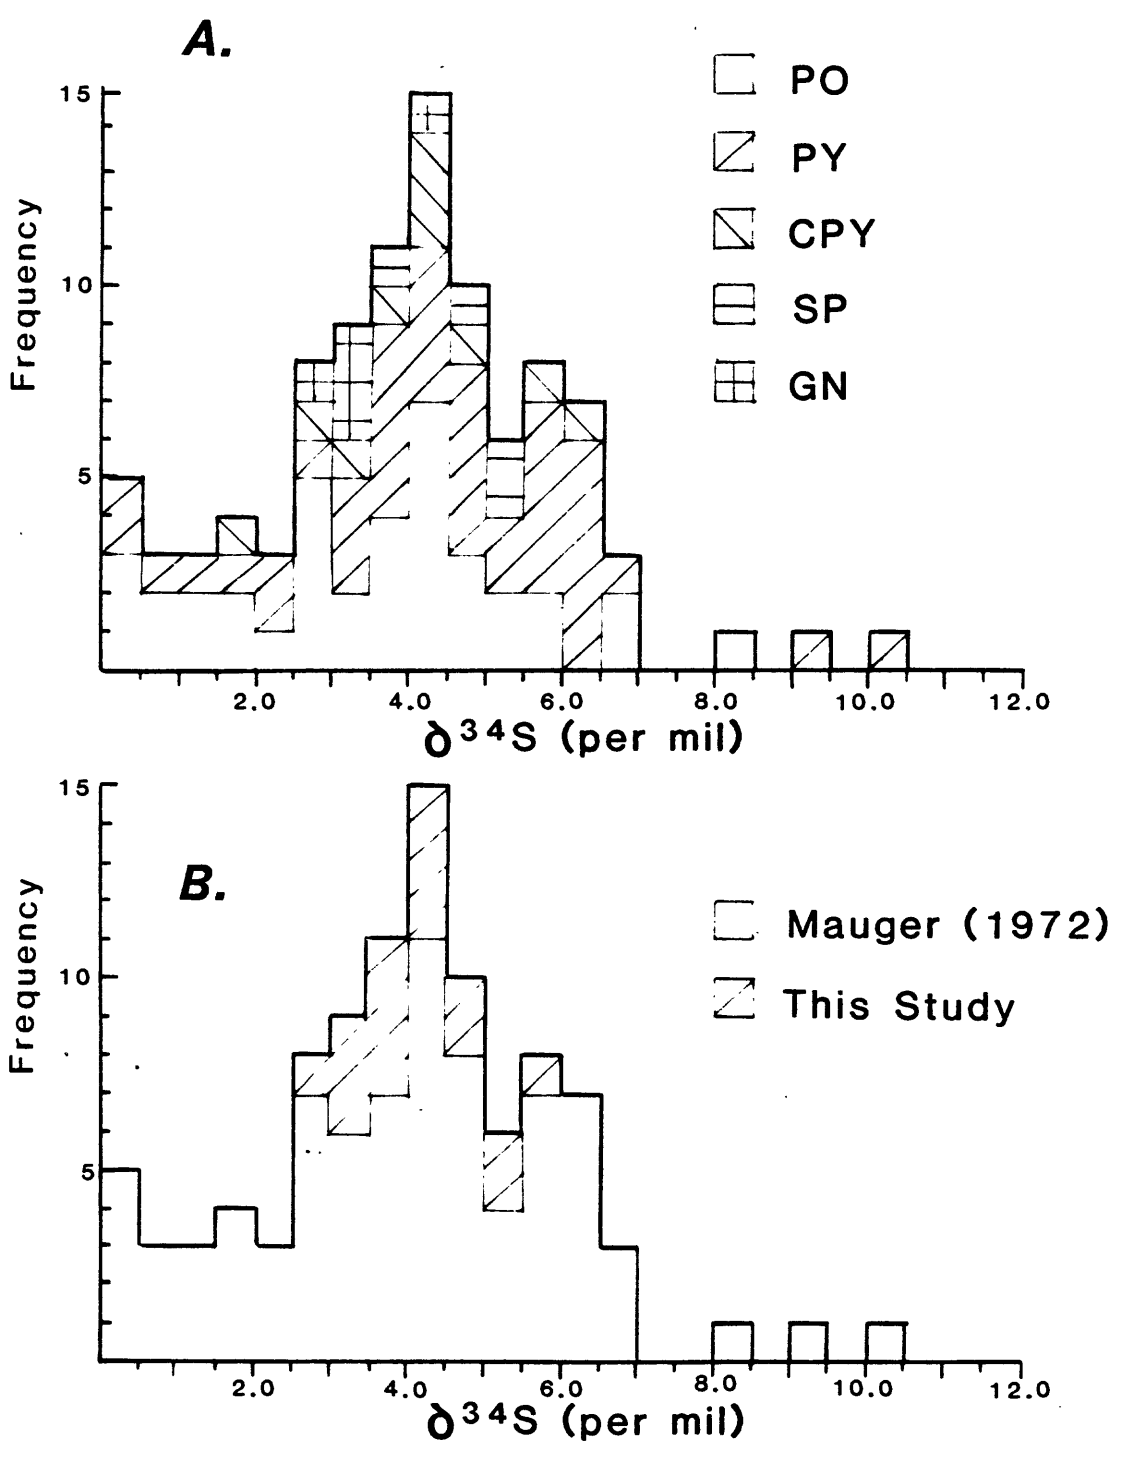 A.
PO
PY
CPY
SP
GN
Frequency
15
10
5
2.0 4.0 6.0 8.0 10.0 12.0
∂34S (per mil)
B.
Mauger (1972)
This Study
Frequency
15
10
5
2.0 4.0 6.0 8.0 10.0 12.0
∂34S (per mil)